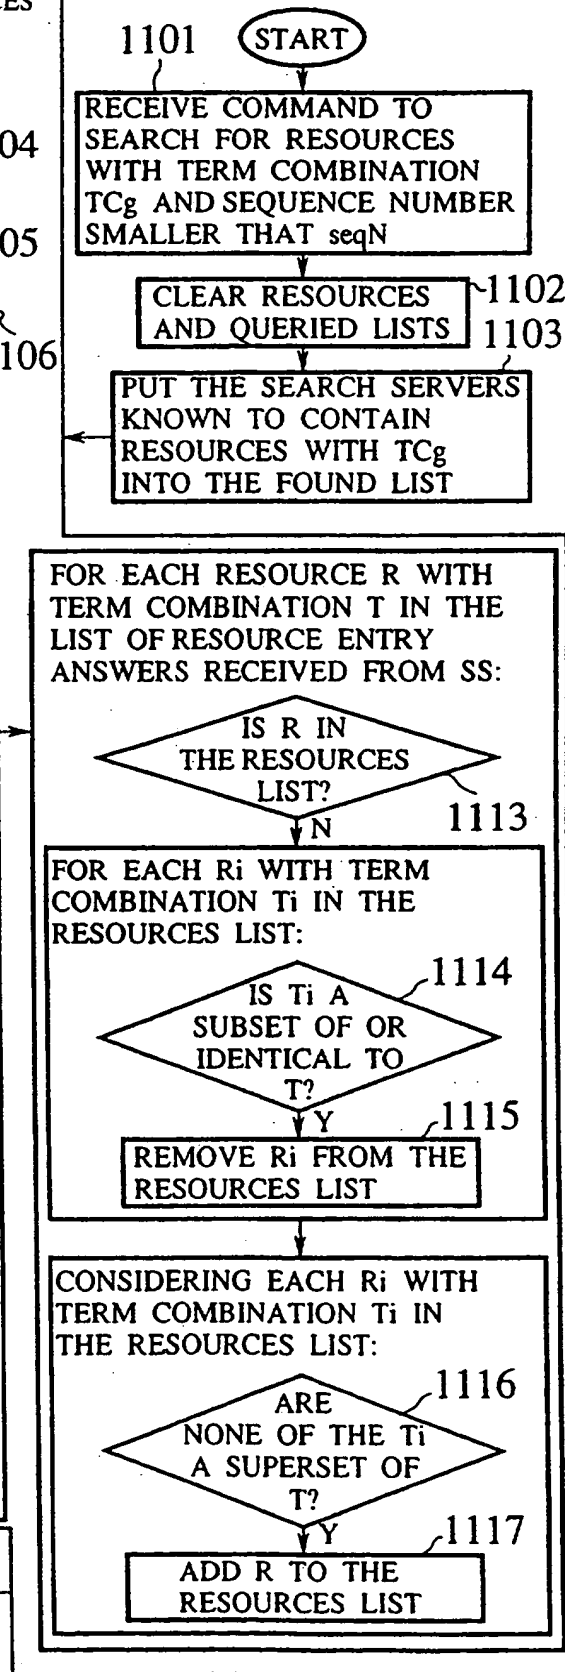 1101
START
RECEIVE COMMAND TO
SEARCH FOR RESOURCES
WITH TERM COMBINATION
TCg AND SEQUENCE NUMBER
SMALLER THAT seqN
04
05
106
CLEAR RESOURCES
AND QUERIED LISTS
1102
1103
PUT THE SEARCH SERVERS
KNOWN TO CONTAIN
RESOURCES WITH TCg
INTO THE FOUND LIST
FOR EACH RESOURCE R WITH
TERM COMBINATION T IN THE
LIST OF RESOURCE ENTRY
ANSWERS RECEIVED FROM SS:
IS R IN
THE RESOURCES
LIST?
1113
N
FOR EACH Ri WITH TERM
COMBINATION Ti IN THE
RESOURCES LIST:
1114
IS Ti A
SUBSET OF OR
IDENTICAL TO
T?
Y
1115
REMOVE Ri FROM THE
RESOURCES LIST
CONSIDERING EACH Ri WITH
TERM COMBINATION Ti IN
THE RESOURCES LIST:
1116
ARE
NONE OF THE Ti
A SUPERSET OF
T?
Y
1117
ADD R TO THE
RESOURCES LIST